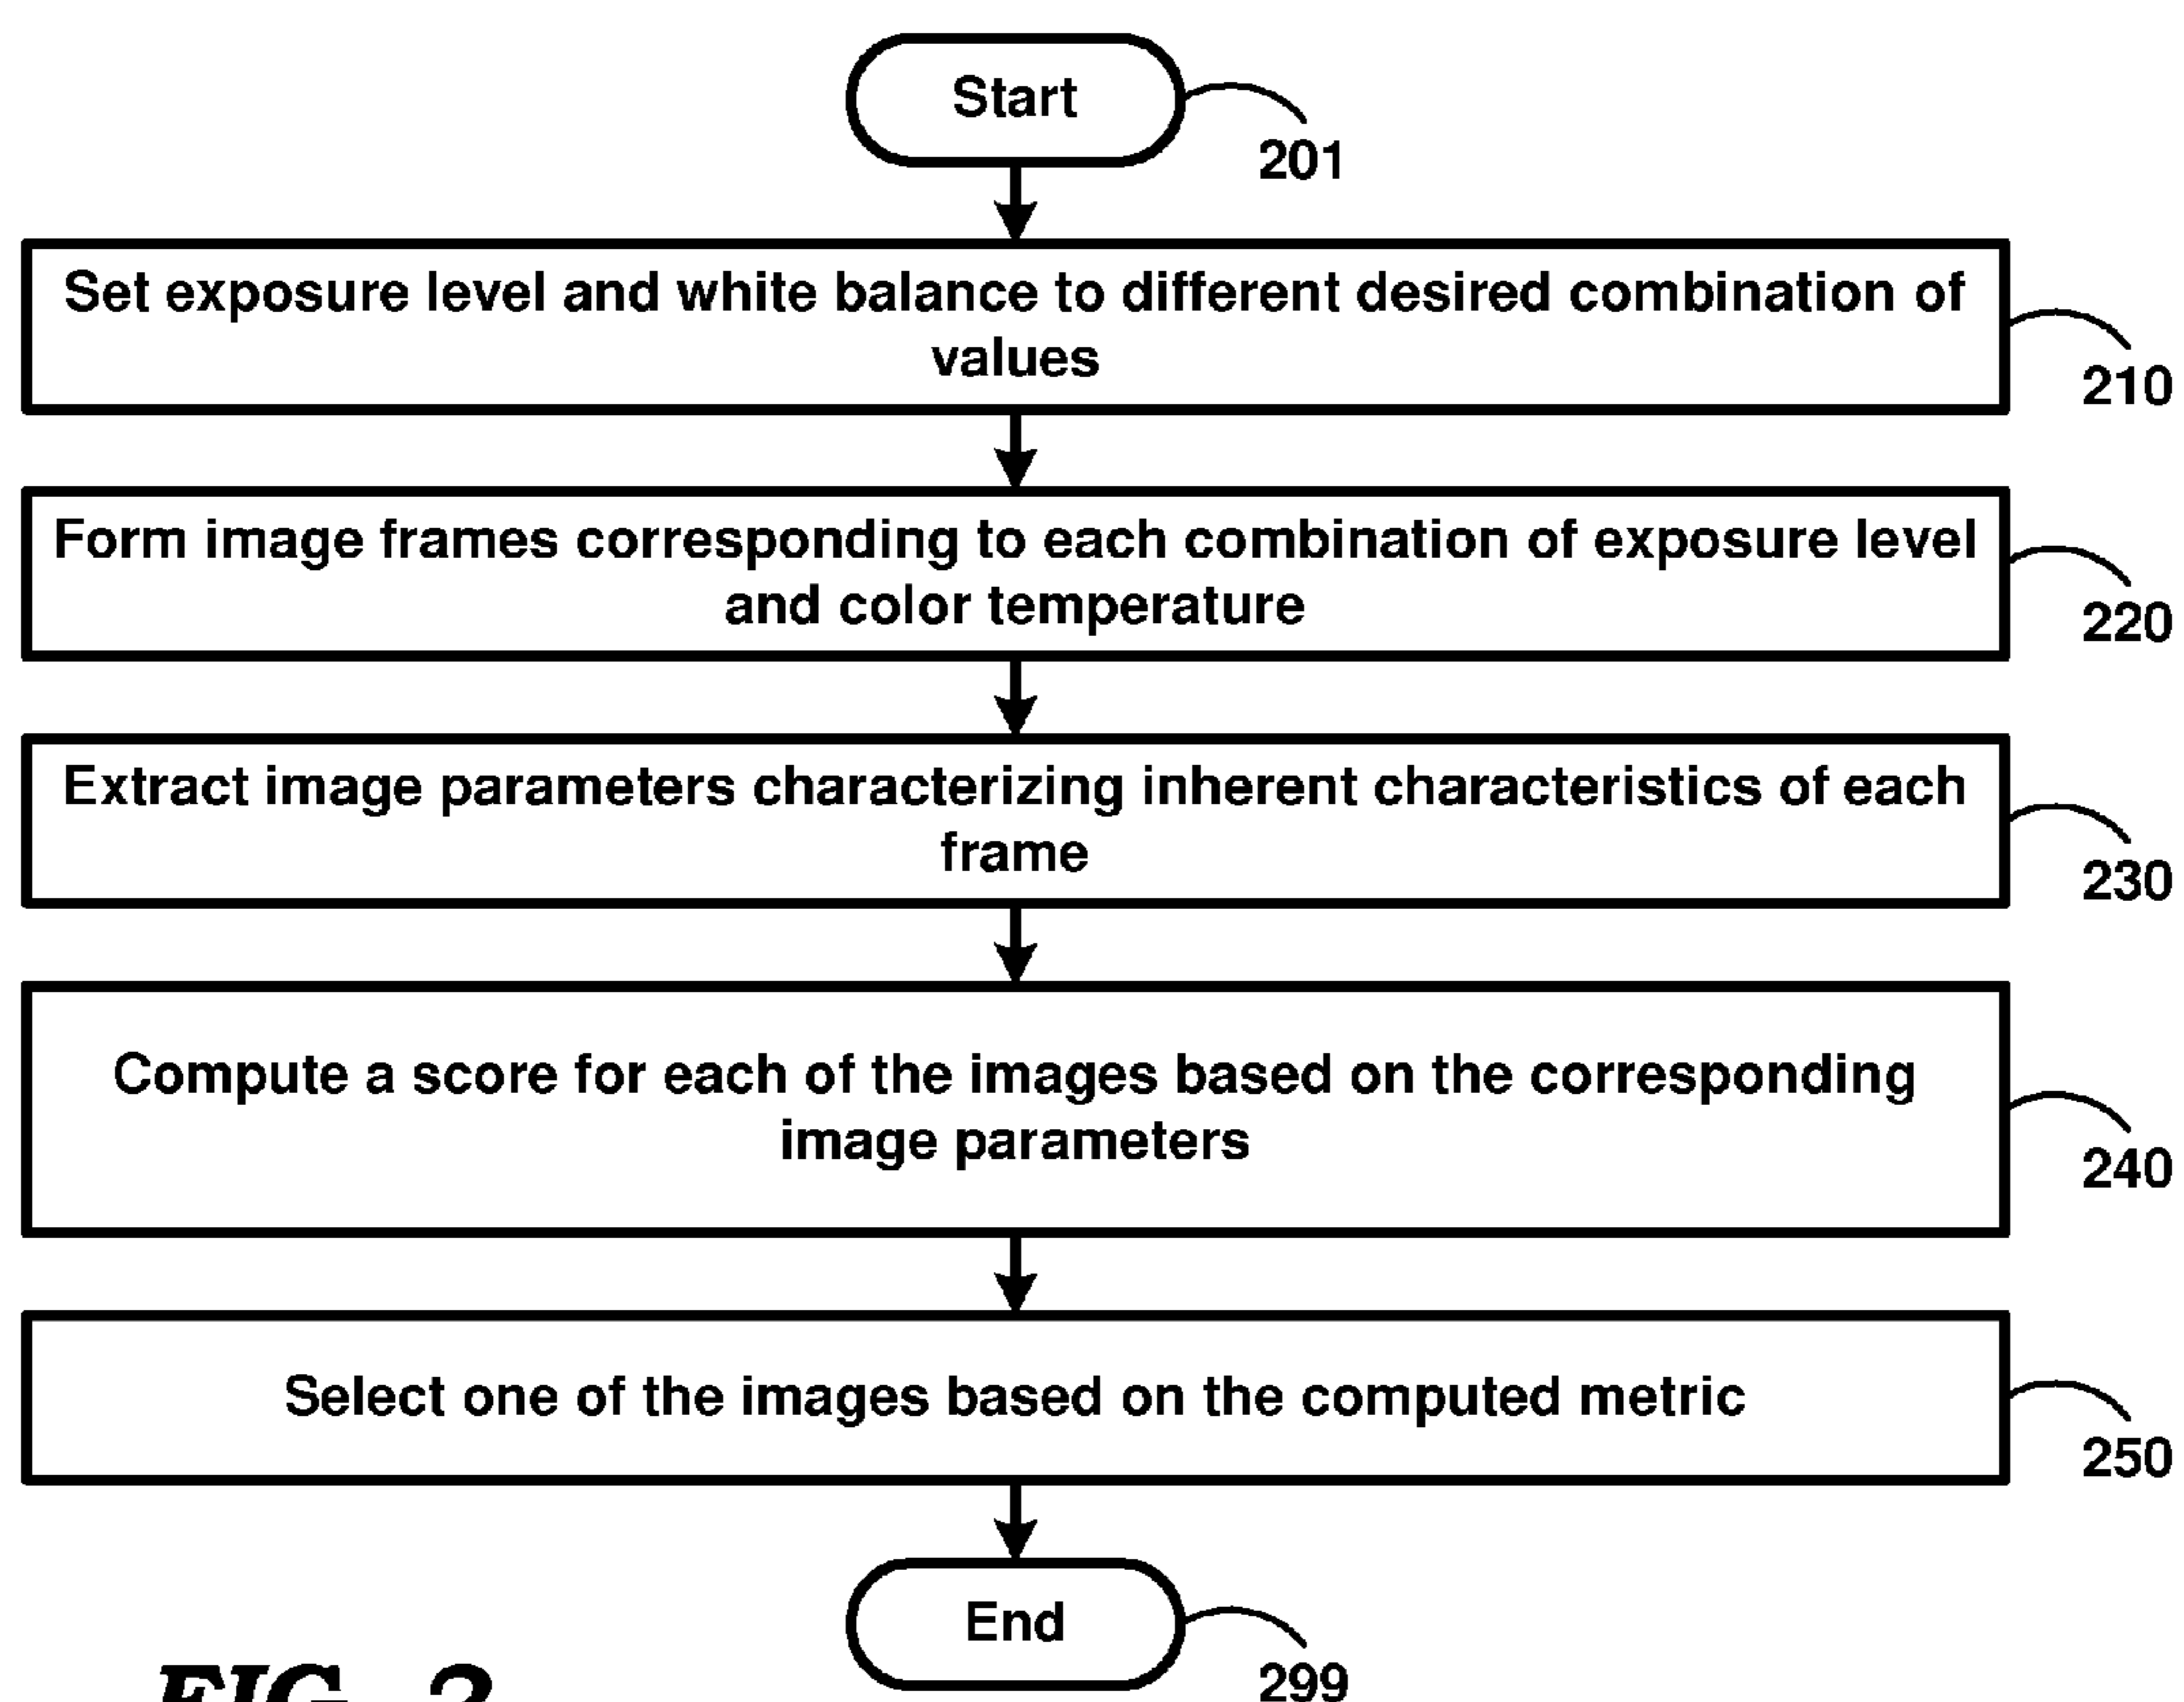 Start
201
Set exposure level and white balance to different desired combination of
values
210
Form image frames corresponding to each combination of exposure level
and color temperature
220
Extract image parameters characterizing inherent characteristics of each
frame
230
Compute a score for each of the images based on the corresponding
image parameters
240
Select one of the images based on the computed metric
250
End
299
FIG. 2